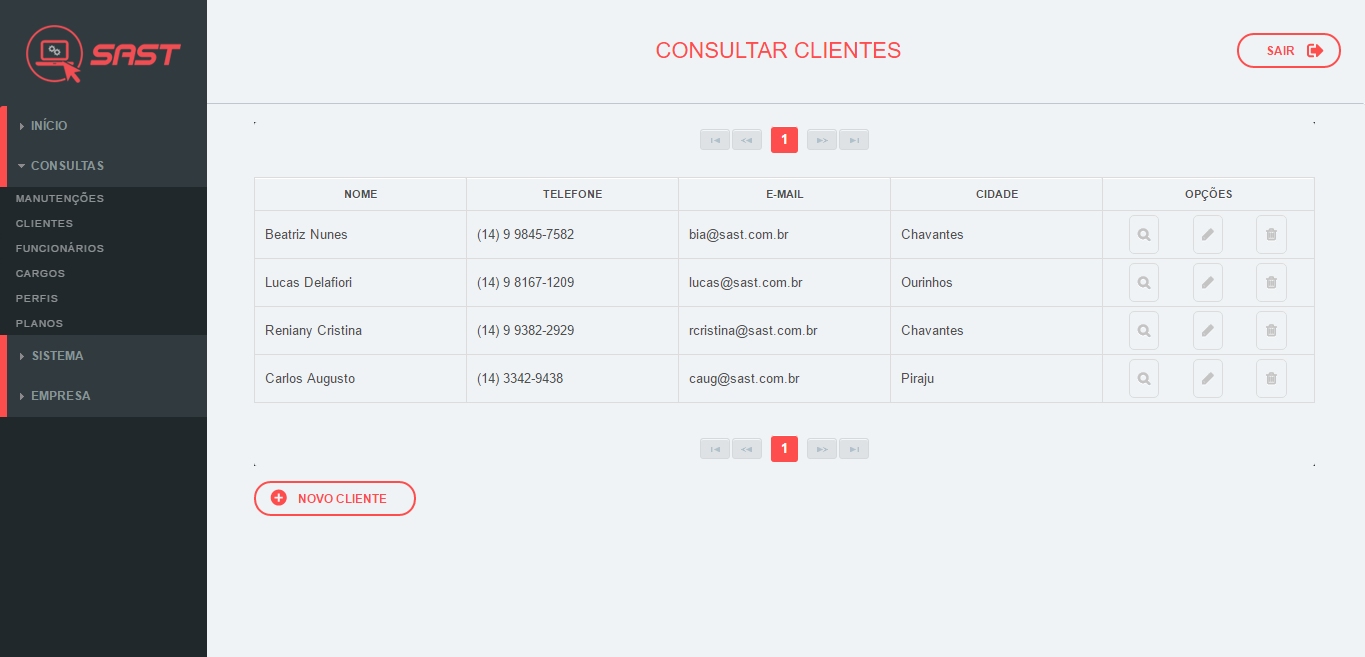 SAST
CONSULTAR CLIENTES
SAIR
INÍCIO
CONSULTAS
MANUTENÇÕES
CLIENTES
FUNCIONÁRIOS
CARGOS
PERFIS
PLANOS
SISTEMA
EMPRESA
1
NOME TELEFONE E-MAIL CIDADE OPÇÕES
Beatriz Nunes (14) 9 9845-7582 bia@sast.com.br Chavantes
Lucas Delafiori (14) 9 8167-1209 lucas@sast.com.br Ourinhos
Reniany Cristina (14) 9 9382-2929 rcristina@sast.com.br Chavantes
Carlos Augusto (14) 3342-9438 caug@sast.com.br Piraju
1
NOVO CLIENTE